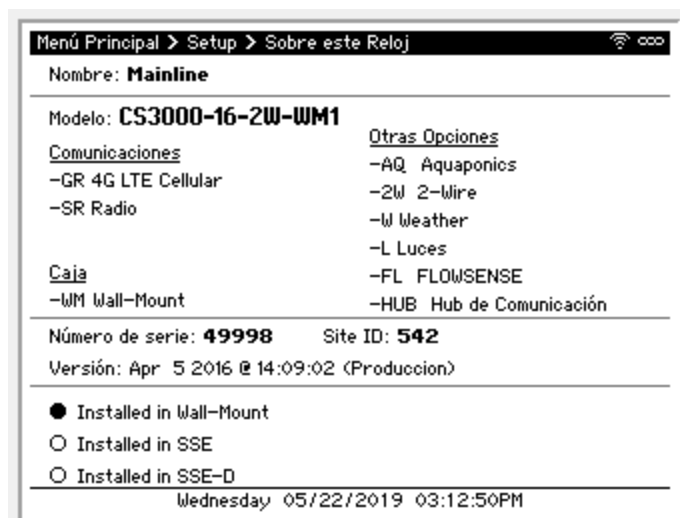 Menú Principal > Setup > Sobre este Reloj
Nombre: Mainline
Modelo: CS3000-16-2W-WM1
Comunicaciones
-GR 4G LTE Cellular
-SR Radio
Caja
-WM Wall-Mount
Otras Opciones
-AQ Aquaponics
-2W 2-Wire
-W Weather
-L Luces
-FL FLOWSENSE
-HUB Hub de Comunicación
Número de serie: 49998 Site ID: 542
Versión: Apr 5 2016 @ 14:09:02 (Produccion)
Installed in Wall-Mount
Installed in SSE
Installed in SSE-D
Wednesday 05/22/2019 03:12:50PM